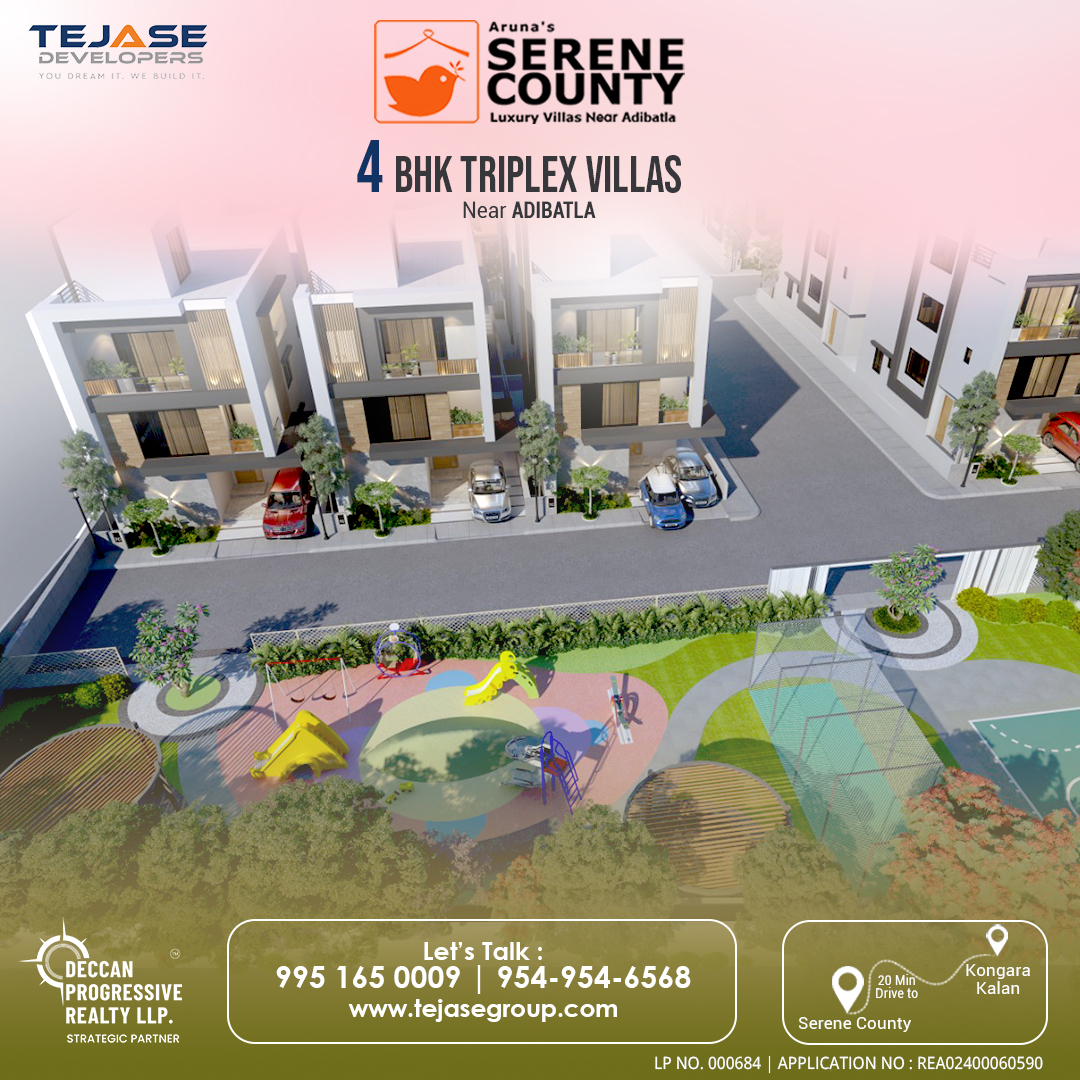 TEJASE
DEVELOPERS
YOU DREAM IT. WE BUILD IT.
Aruna's
SERENE
COUNTY
Luxury Villas Near Adibatla
4 BHK TRIPLEX VILLAS
Near ADIBATLA
DECCAN
PROGRESSIVE
REALTY LLP.
STRATEGIC PARTNER
TM
Let's Talk :
995 165 0009 | 954-954-6568
www.tejasegroup.com
20 Min
Drive to
Kongara
Kalan
Serene County
LP NO. 000684 | APPLICATION NO : REA02400060590